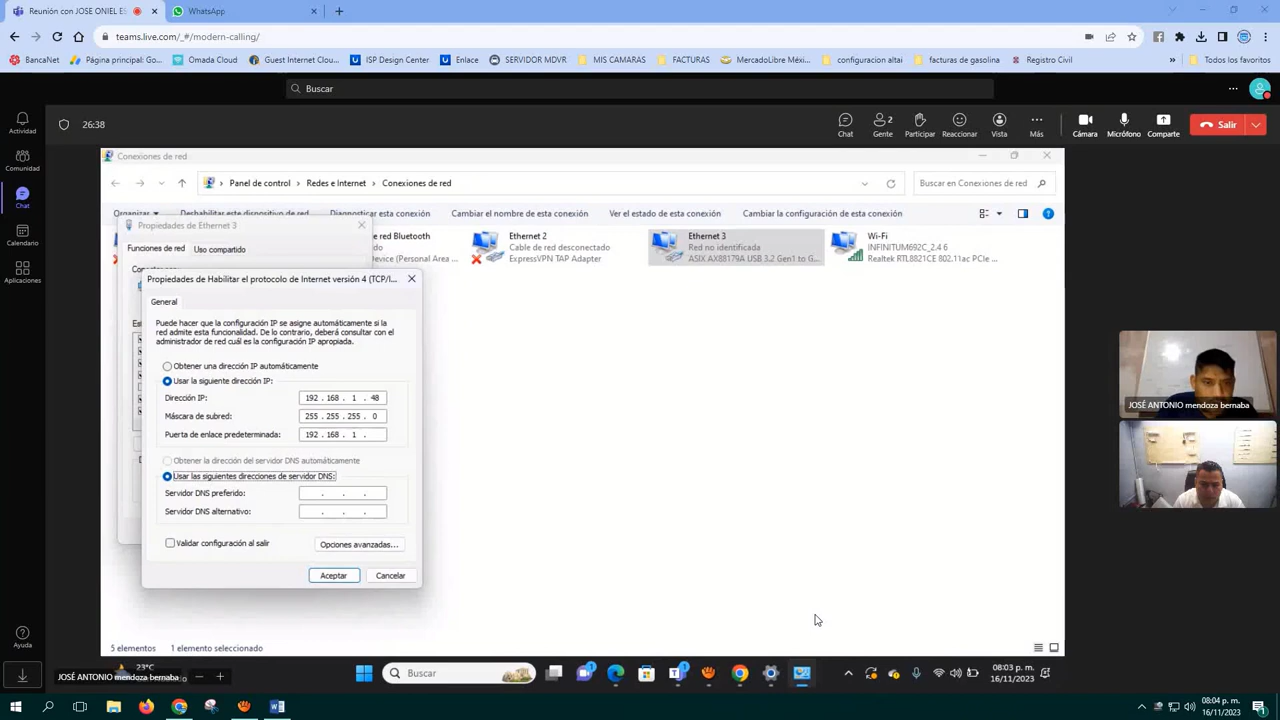 Reunión con JOSE ONIEL ES
WhatsApp
teams.live.com/_#/modern-calling/
BancaNet
Página principal: Go...
Omada Cloud
Guest Internet Clou...
ISP Design Center
Enlace
SERVIDOR MDVR
MIS CAMARAS
FACTURAS
MercadoLibre Méxi...
configuracion altai
facturas de gasolina
Registro Civil
»
Todos los favoritos
Buscar
Actividad
Comunidad
Chat
Calendario
Aplicaciones
Ayuda
26:38
Chat
Gente
2
Participar
Reaccionar
Vista
Más
Cámara
Micrófono
Comparte
Salir
Conexiones de red
Panel de control > Redes e Internet > Conexiones de red
Buscar en Conexiones de red
Organizar
Deshabilitar este dispositivo de red
Diagnosticar esta conexión
Cambiar el nombre de esta conexión
Ver el estado de esta conexión
Cambiar la configuración de esta conexión
red Bluetooth
Device (Personal Area ...
Ethernet 2
Cable de red desconectado
ExpressVPN TAP Adapter
Ethernet 3
Red no identificada
ASIX AX88179A USB 3.2 Gen1 to G...
Wi-Fi
INFINITUM692C_2.4 6
Realtek RTL8821CE 802.11ac PCIe ...
Propiedades de Ethernet 3
Funciones de red
Uso compartido
Propiedades de Habilitar el protocolo de Internet versión 4 (TCP/I...
General
Puede hacer que la configuración IP se asigne automáticamente si la
red admite esta funcionalidad. De lo contrario, deberá consultar con el
administrador de red cuál es la configuración IP apropiada.
Obtener una dirección IP automáticamente
Usar la siguiente dirección IP:
Dirección IP:
192 . 168 . 1 . 48
Máscara de subred:
255 . 255 . 255 . 0
Puerta de enlace predeterminada:
192 . 168 . 1 .
Obtener la dirección del servidor DNS automáticamente
Usar las siguientes direcciones de servidor DNS:
Servidor DNS preferido:
. . .
Servidor DNS alternativo:
. . .
Validar configuración al salir
Opciones avanzadas...
Aceptar
Cancelar
5 elementos
1 elemento seleccionado
JOSÉ ANTONIO mendoza bernaba
23°C
JOSÉ ANTONIO mendoza bernaba
Buscar
08:03 p. m.
16/11/2023
08:04 p. m.
16/11/2023